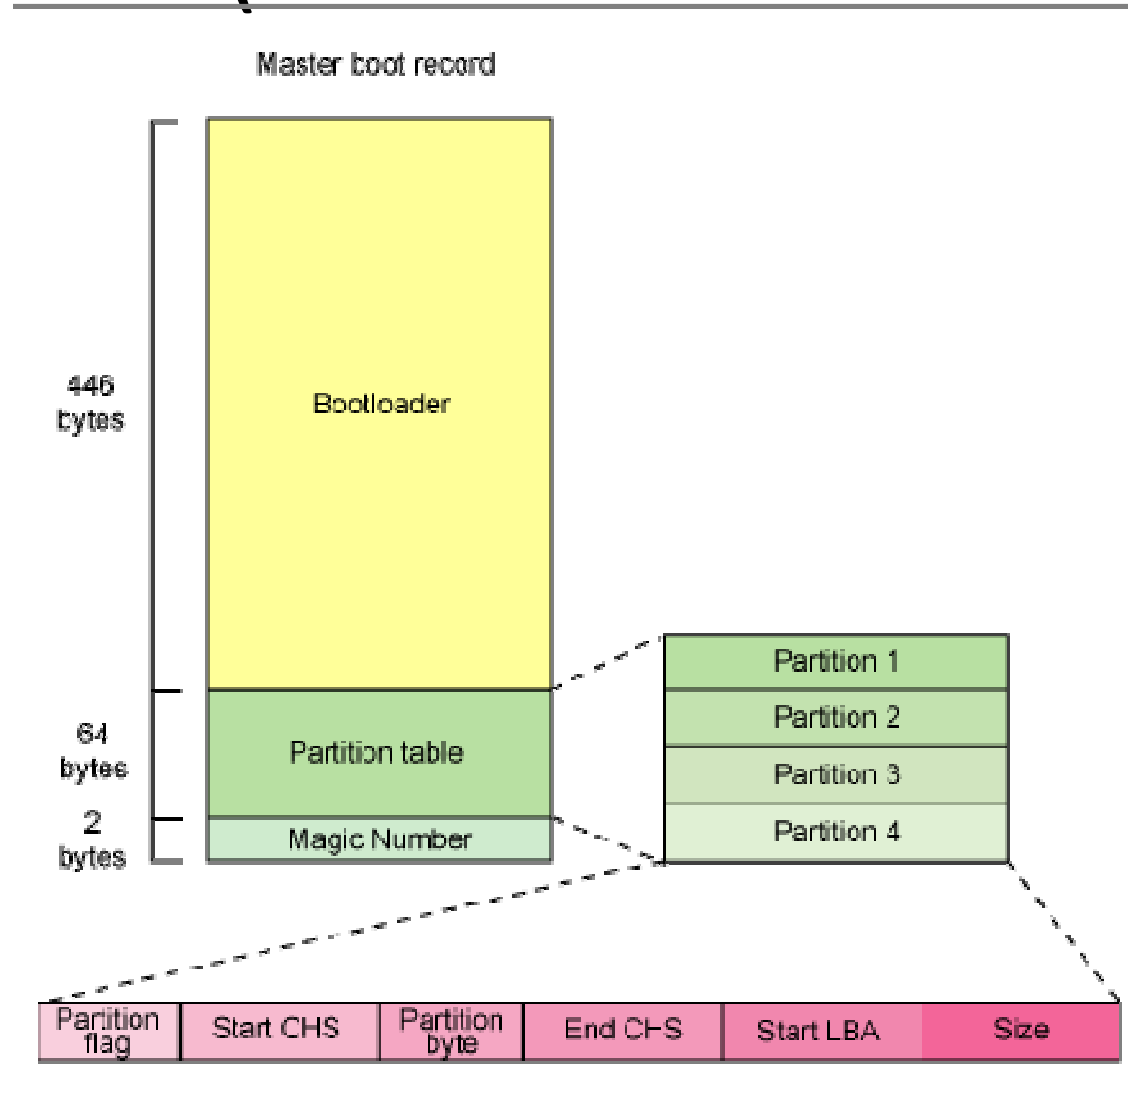 Master boot record
446
bytes
Bootloader
64
bytes
Partition table
2
bytes
Magic Number
Partition 1
Partition 2
Partition 3
Partition 4
Partition
flag
Start CHS
Partition
byte
End CHS
Start LBA
Size